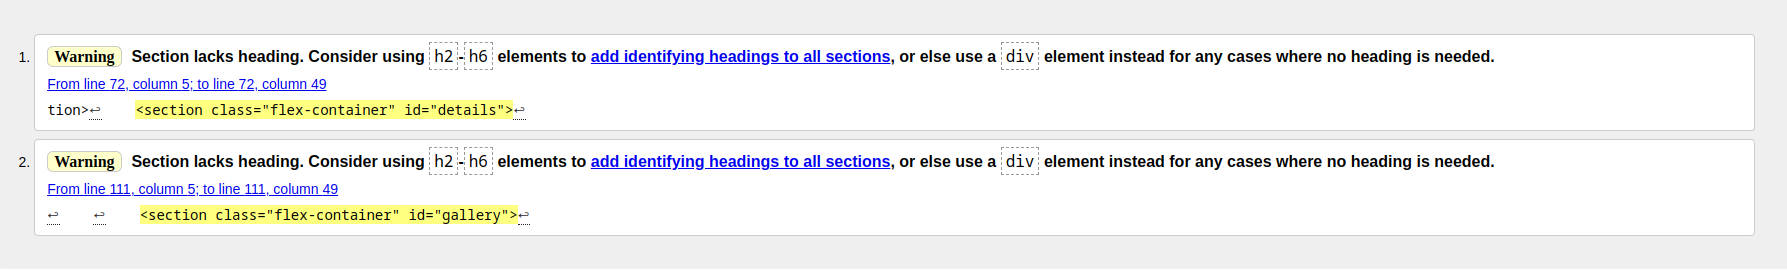 1. Warning Section lacks heading. Consider using h2-h6 elements to add identifying headings to all sections, or else use a div element instead for any cases where no heading is needed.
From line 72, column 5; to line 72, column 49
tion>↩ <section class="flex-container" id="details">↩
2. Warning Section lacks heading. Consider using h2-h6 elements to add identifying headings to all sections, or else use a div element instead for any cases where no heading is needed.
From line 111, column 5; to line 111, column 49
↩ ↩ <section class="flex-container" id="gallery">↩